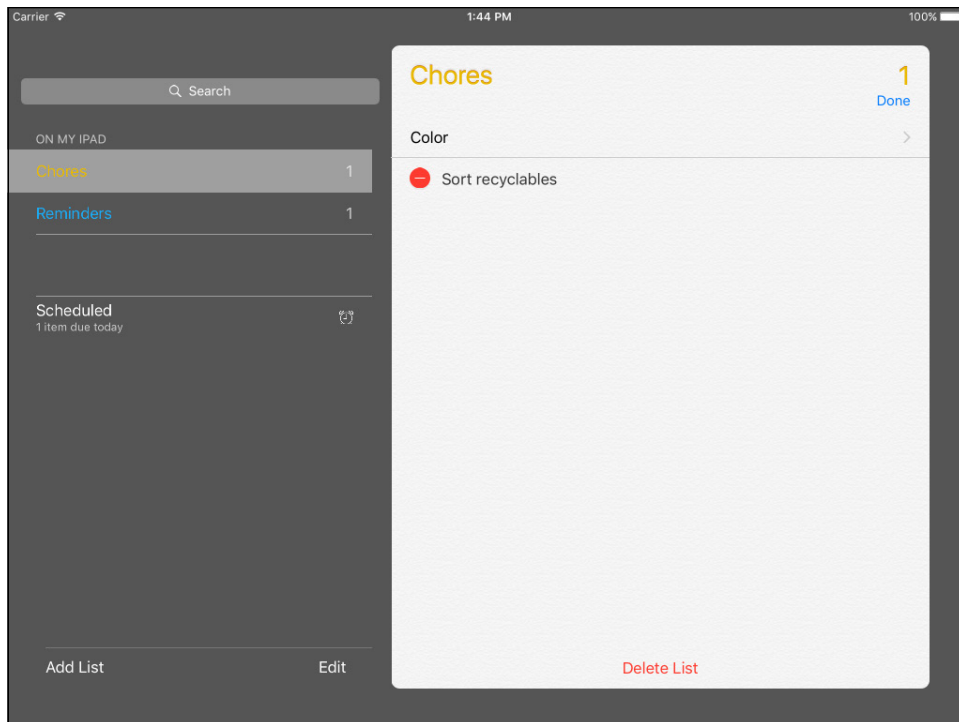 Carrier 1:44 PM 100%
Search
ON MY IPAD
Chores 1
Reminders 1
Scheduled
1 item due today
Add List Edit
Chores 1
Done
Color
Sort recyclables
Delete List